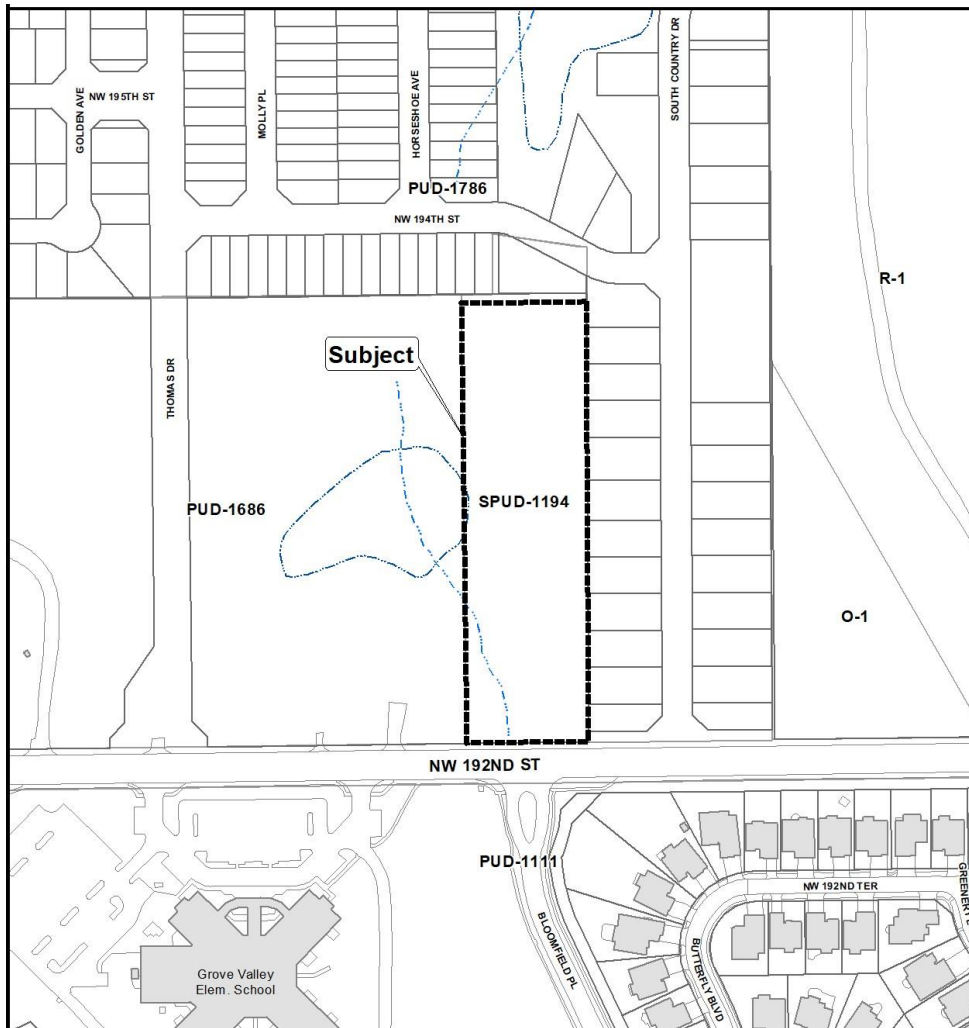 SOUTH COUNTRY DR
GOLDEN AVE
NW 195TH ST
MOLLY PL
HORSESHOE AVE
PUD-1786
NW 194TH ST
R-1
Subject
THOMAS DR
PUD-1686
SPUD-1194
O-1
NW 192ND ST
PUD-1111
NW 192ND TER
BLOOMFIELD PL
BUTTERFLY BLVD
Grove Valley
Elem. School